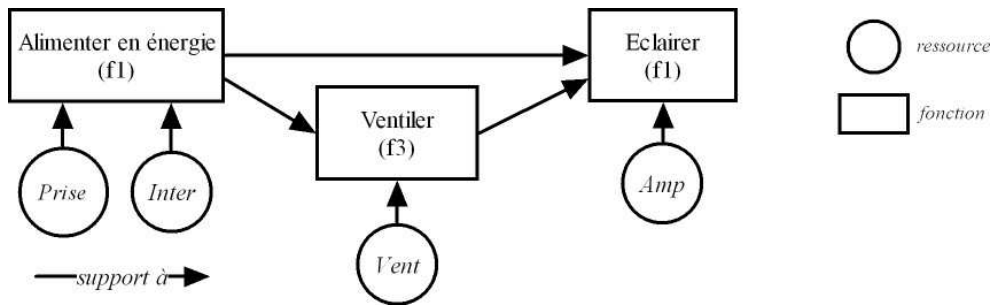 Alimenter en énergie
(f1)
Eclairer
(f1)
ressource
Ventiler
(f3)
fonction
Prise
Inter
Amp
Vent
support à